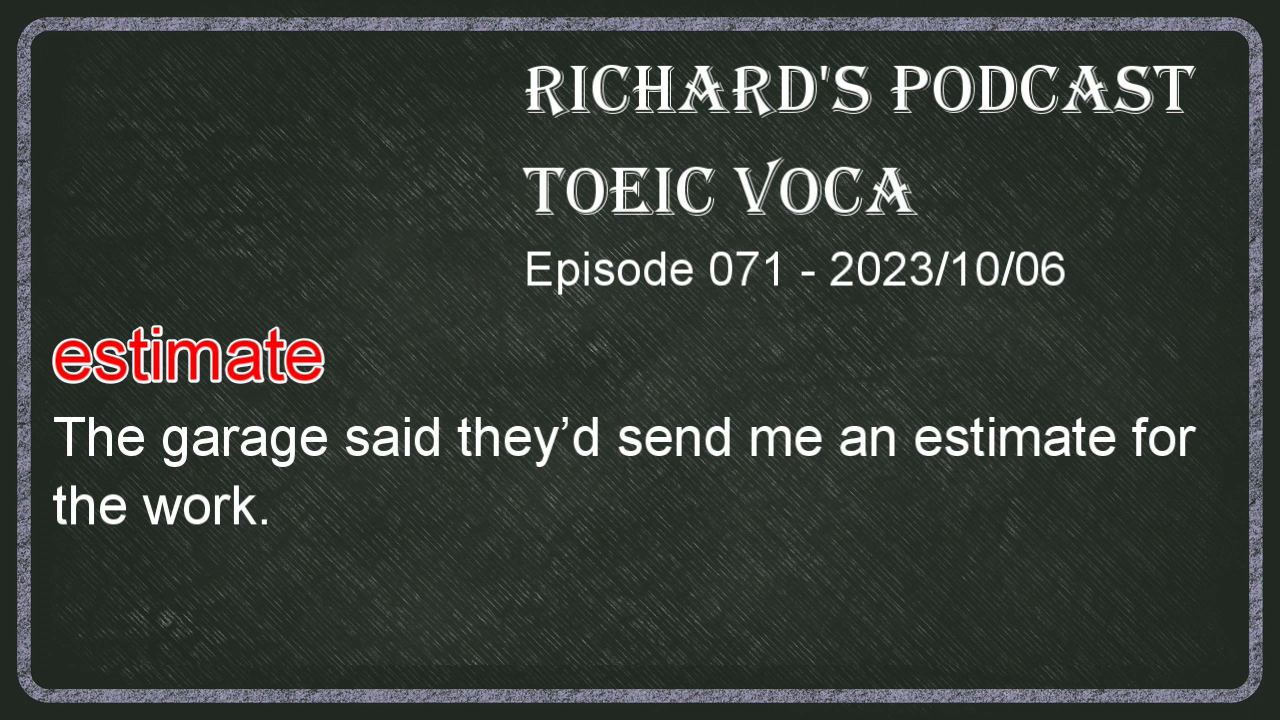 RICHARD'S PODCAST
TOEIC VOCA
Episode 071 - 2023/10/06
estimate
The garage said they’d send me an estimate for
the work.